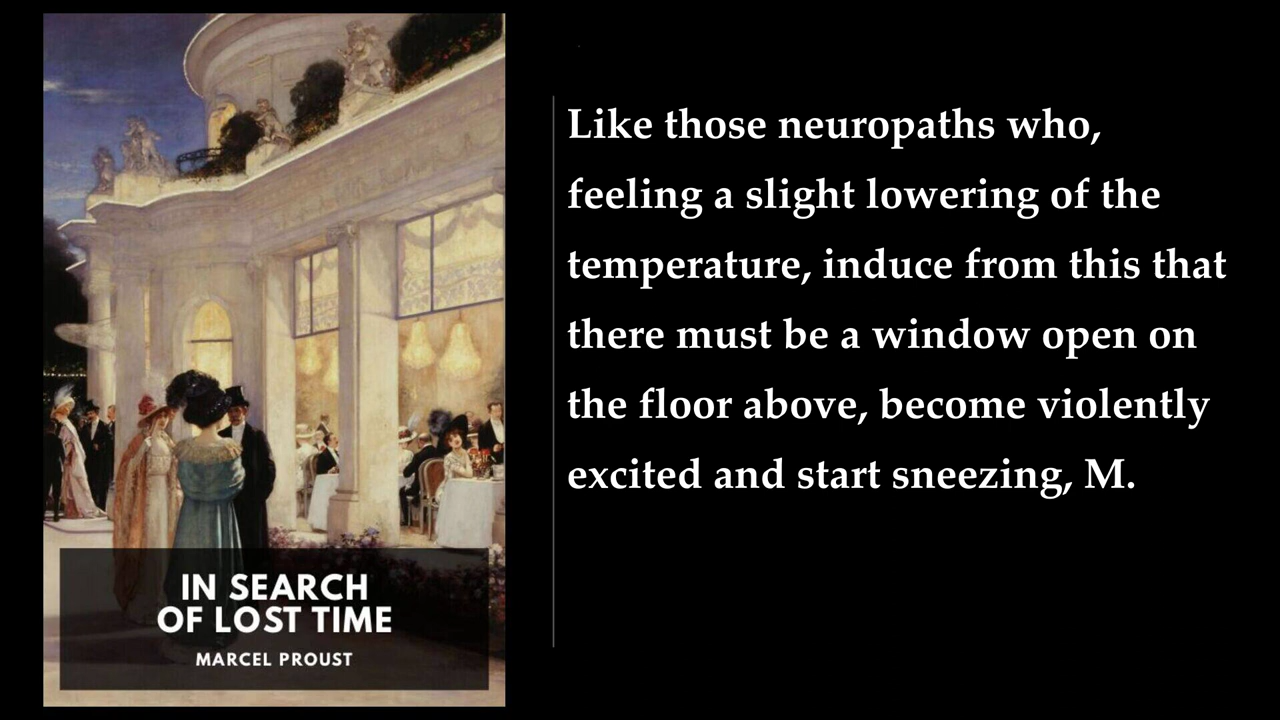 IN SEARCH
OF LOST TIME
MARCEL PROUST
Like those neuropaths who,
feeling a slight lowering of the
temperature, induce from this that
there must be a window open on
the floor above, become violently
excited and start sneezing, M.